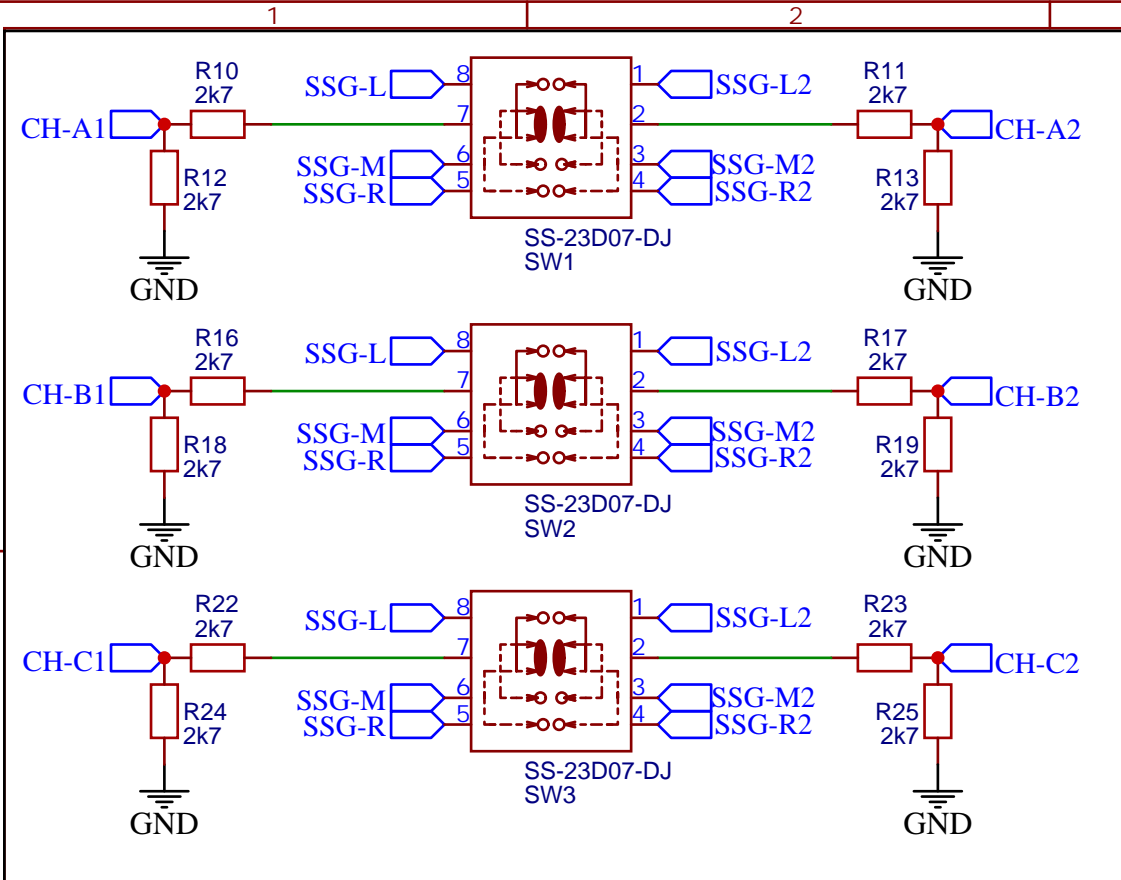 1 2
R10 R11
2k7 2k7
SSG-L 8 1 SSG-L2
CH-A1 7 2 CH-A2
SSG-M 6 3 SSG-M2
R12 R13
SSG-R 5 4 SSG-R2
2k7 2k7
SS-23D07-DJ
SW1
GND GND
R16 R17
2k7 2k7
SSG-L 8 1 SSG-L2
CH-B1 7 2 CH-B2
SSG-M 6 3 SSG-M2
R18 R19
SSG-R 5 4 SSG-R2
2k7 2k7
SS-23D07-DJ
SW2
GND GND
R22 R23
2k7 2k7
SSG-L 8 1 SSG-L2
CH-C1 7 2 CH-C2
SSG-M 6 3 SSG-M2
R24 R25
SSG-R 5 4 SSG-R2
2k7 2k7
SS-23D07-DJ
SW3
GND GND